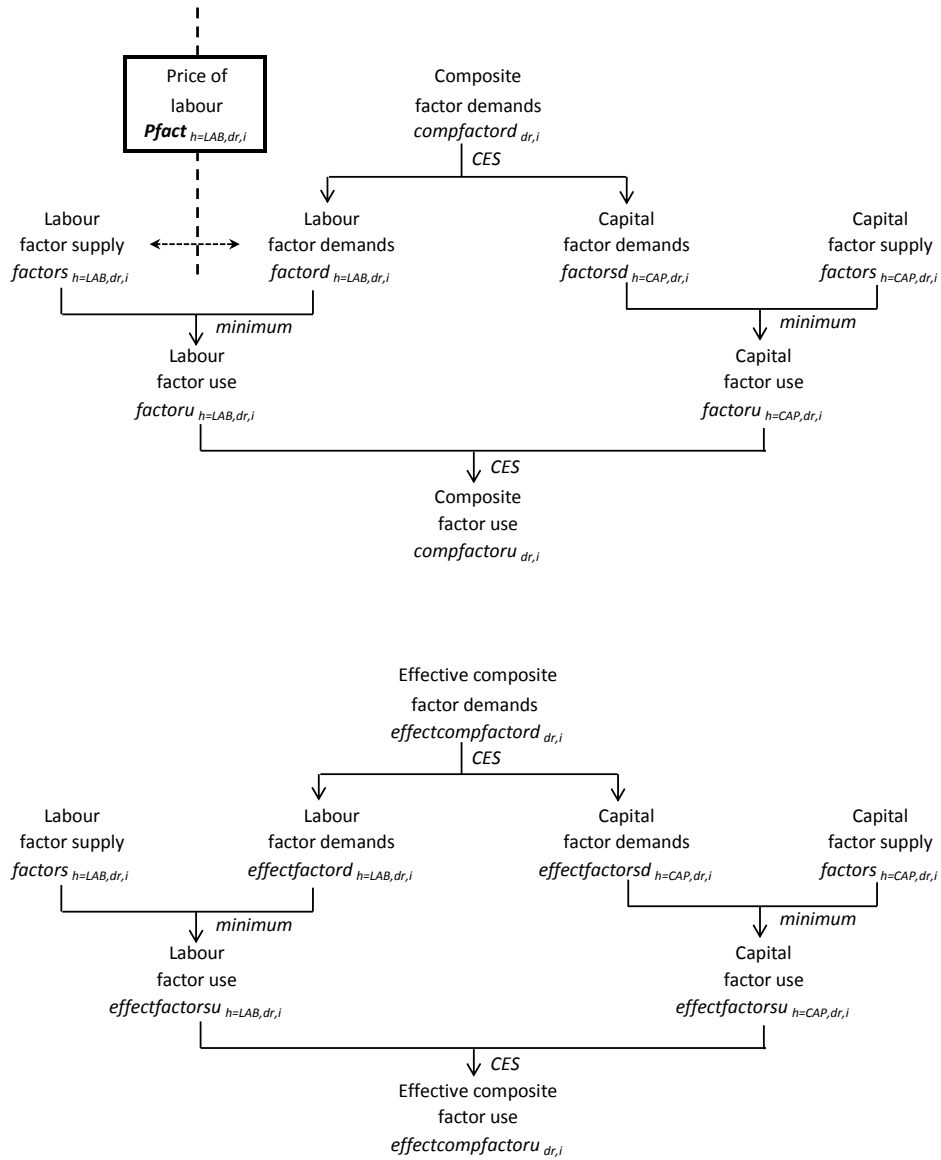 Price of
labour
Pfact h=LAB,dr,i
Composite
factor demands
compfactord dr,i
CES
Labour
factor supply
factors h=LAB,dr,i
Labour
factor demands
factord h=LAB,dr,i
Capital
factor demands
factorsd h=CAP,dr,i
Capital
factor supply
factors h=CAP,dr,i
minimum
minimum
Labour
factor use
factoru h=LAB,dr,i
Capital
factor use
factoru h=CAP,dr,i
CES
Composite
factor use
compfactoru dr,i
Effective composite
factor demands
effectcompfactord dr,i
CES
Labour
factor supply
factors h=LAB,dr,i
Labour
factor demands
effectfactord h=LAB,dr,i
Capital
factor demands
effectfactorsd h=CAP,dr,i
Capital
factor supply
factors h=CAP,dr,i
minimum
minimum
Labour
factor use
effectfactorsu h=LAB,dr,i
Capital
factor use
effectfactorsu h=CAP,dr,i
CES
Effective composite
factor use
effectcompfactoru dr,i